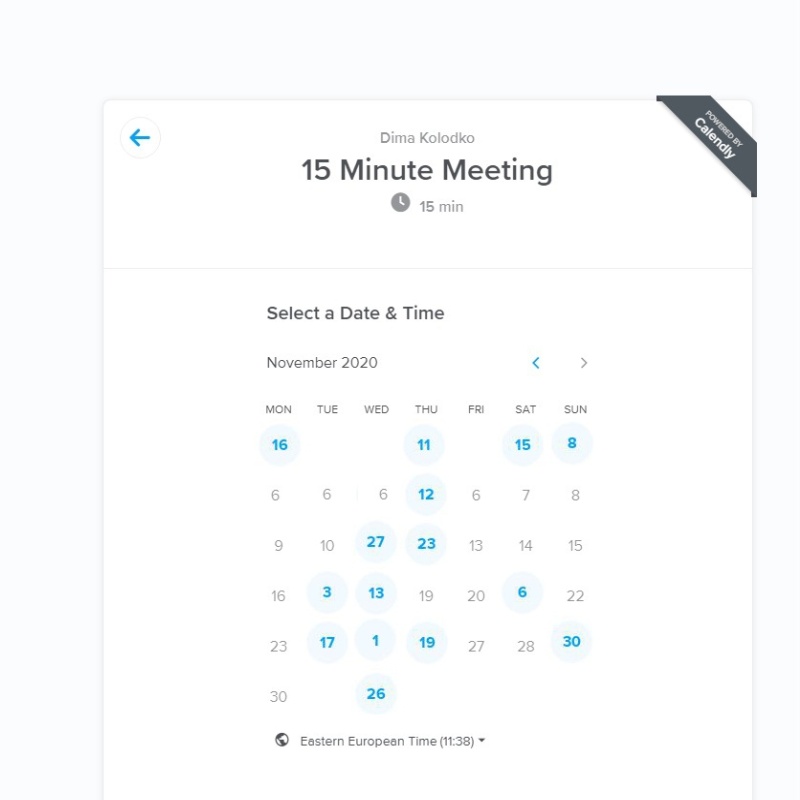 POWERED BY
Calendly
Dima Kolodko
15 Minute Meeting
15 min
Select a Date & Time
November 2020
MON TUE WED THU FRI SAT SUN
16 11 15 8
6 6 6 12 6 7 8
9 10 27 23 13 14 15
16 3 13 19 20 6 22
23 17 1 19 27 28 30
30 26
Eastern European Time (11:38)